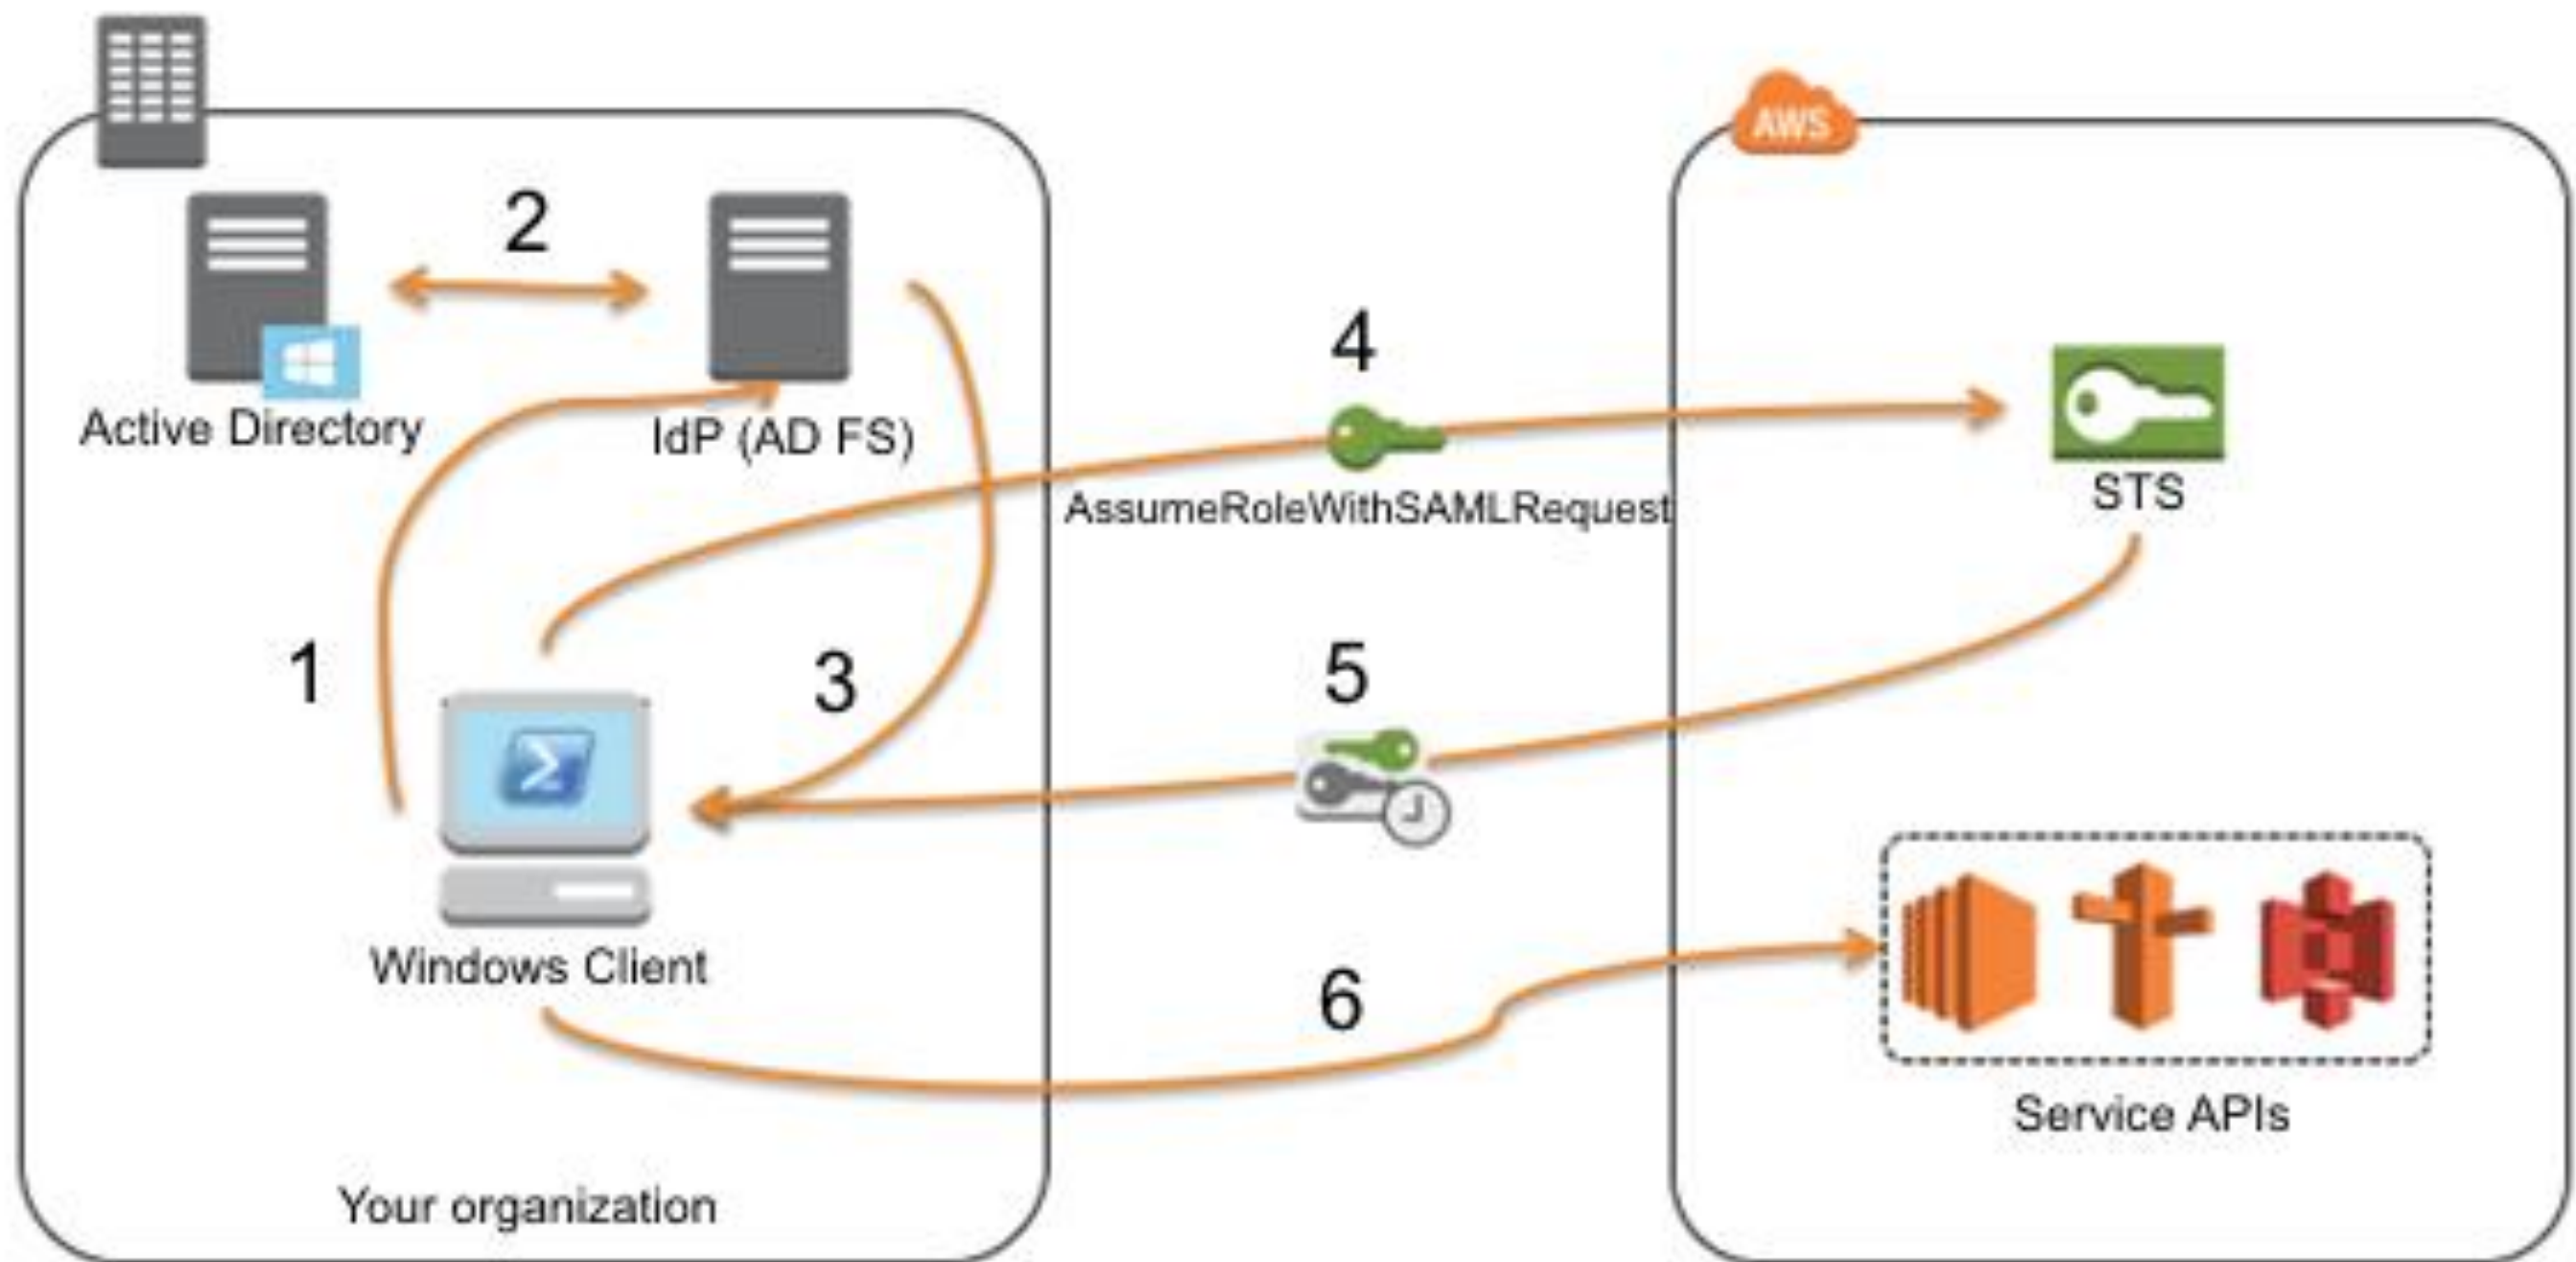 AWS
2
Active Directory
IdP (AD FS)
4
AssumeRoleWithSAMLRequest
STS
1
3
5
Windows Client
6
Service APIs
Your organization